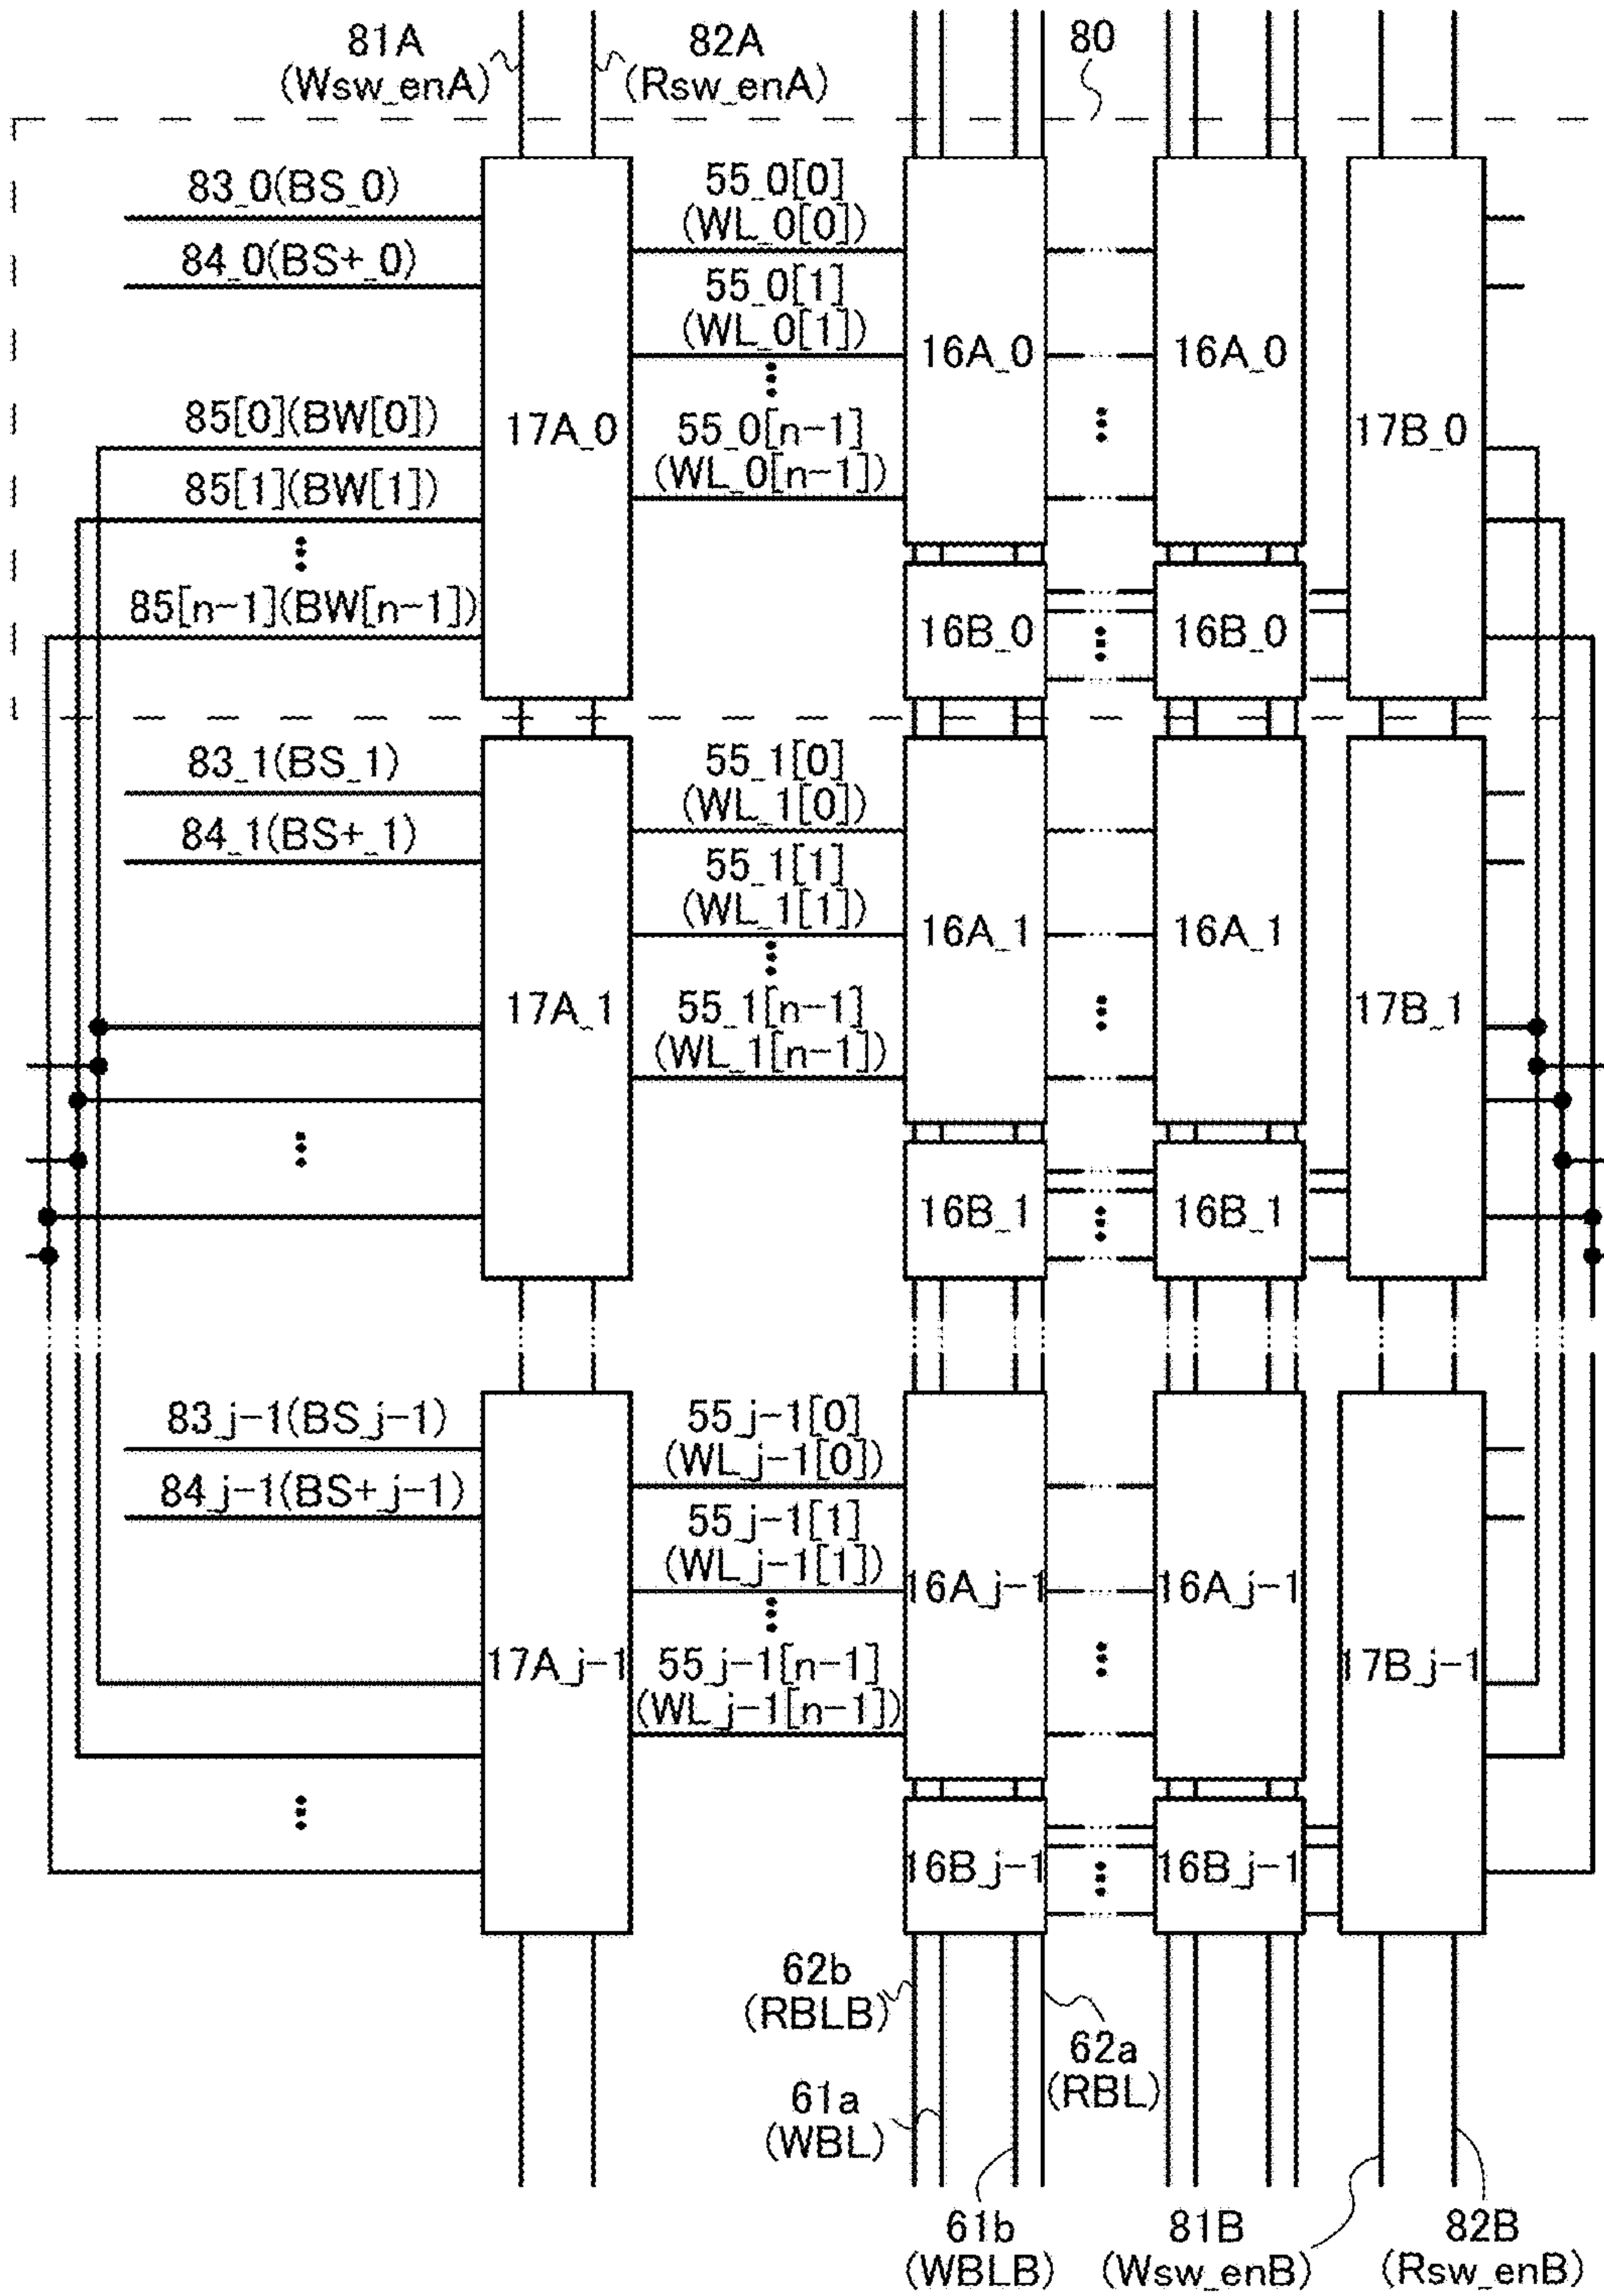 81A
(Wsw_enA)
82A
(Rsw_enA)
80
83_0(BS_0)
84_0(BS+_0)
85[0](BW[0])
85[1](BW[1])
85[n-1](BW[n-1])
17A_0
55_0[0]
(WL_0[0])
55_0[1]
(WL_0[1])
55_0[n-1]
(WL_0[n-1])
16A_0
16A_0
17B_0
16B_0
16B_0
83_1(BS_1)
84_1(BS+_1)
17A_1
55_1[0]
(WL_1[0])
55_1[1]
(WL_1[1])
55_1[n-1]
(WL_1[n-1])
16A_1
16A_1
17B_1
16B_1
16B_1
83_j-1(BS_j-1)
84_j-1(BS+_j-1)
17A_j-1
55_j-1[0]
(WL_j-1[0])
55_j-1[1]
(WL_j-1[1])
55_j-1[n-1]
(WL_j-1[n-1])
16A_j-1
16A_j-1
17B_j-1
16B_j-1
16B_j-1
62b
(RBLB)
62a
(RBL)
61a
(WBL)
61b
(WBLB)
81B
(Wsw_enB)
82B
(Rsw_enB)